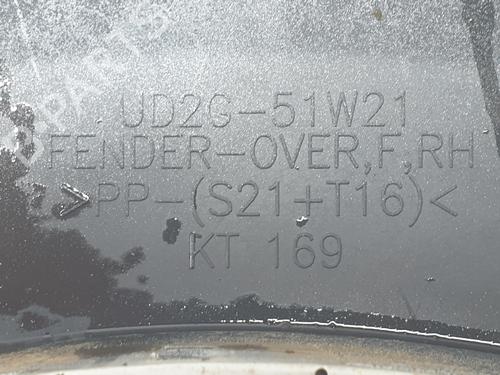 UD2G-51W21
FENDER-OVER,F,RH
>PP-(S21+T16)<
KT 169